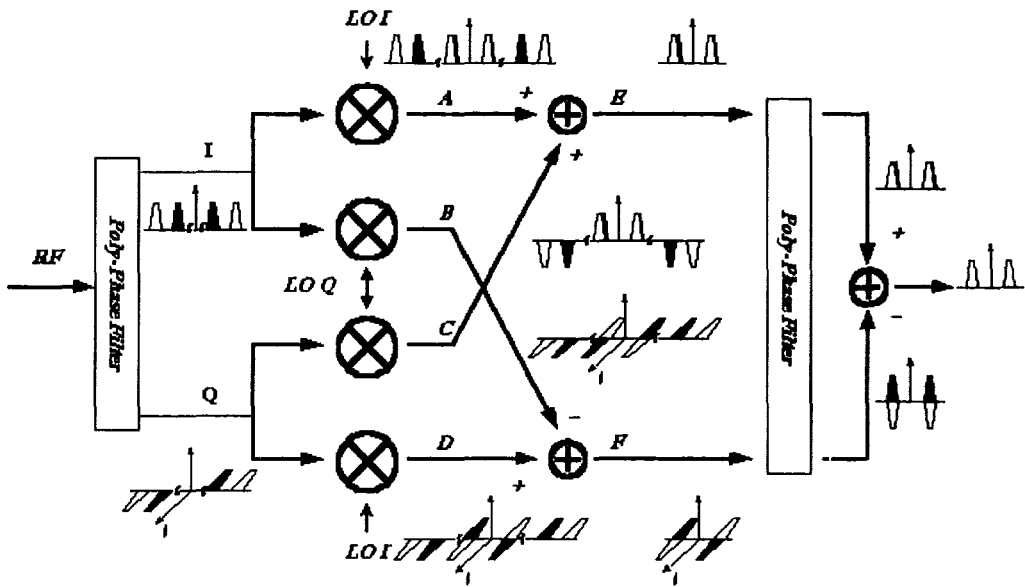 LO I
A
+
E
+
I
Poly-Phase Filter
RF
B
LO Q
C
Q
D
−
+
F
LO I
Poly-Phase Filter
+
−
j
j
j
j